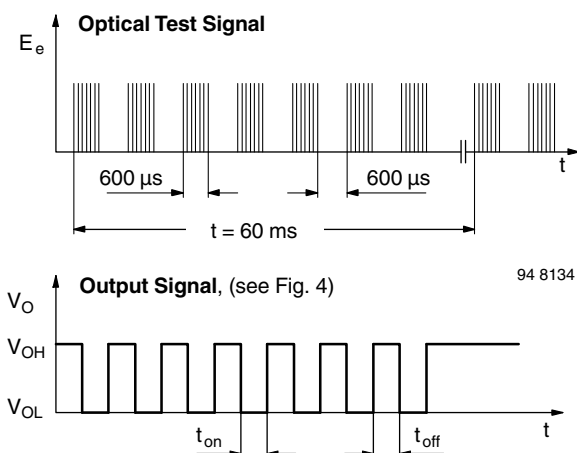 Optical Test Signal
E e
t
600 µs
600 µs
t = 60 ms
94 8134
Output Signal, (see Fig. 4)
VO
VOH
VOL
ton
toff
t